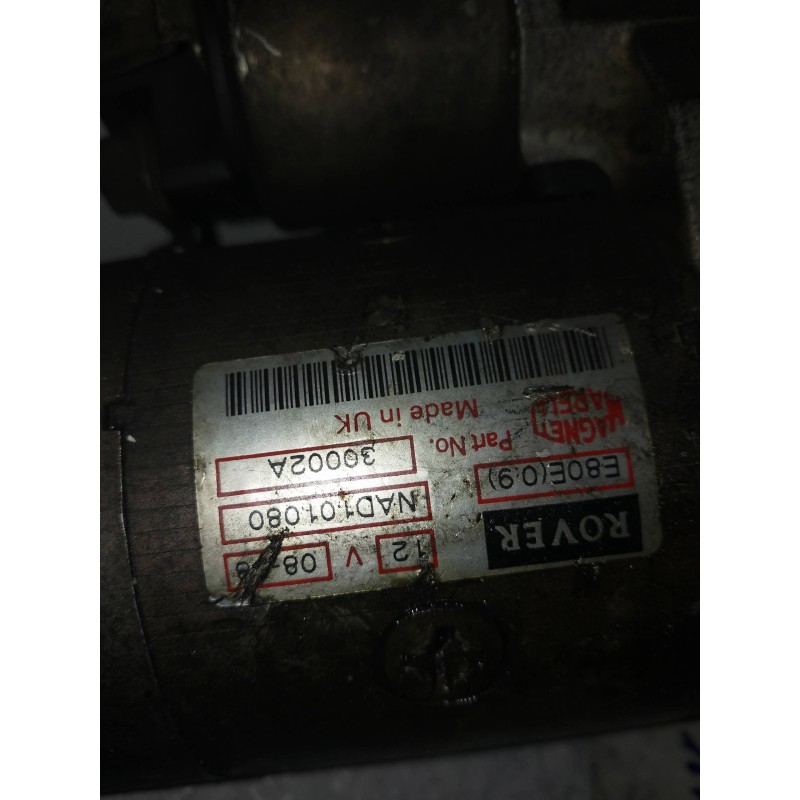 ROVER
12 V
E80E(0.9)
NAD101080
MAGNETI MARELLI
Part No.
30002A
Made in UK